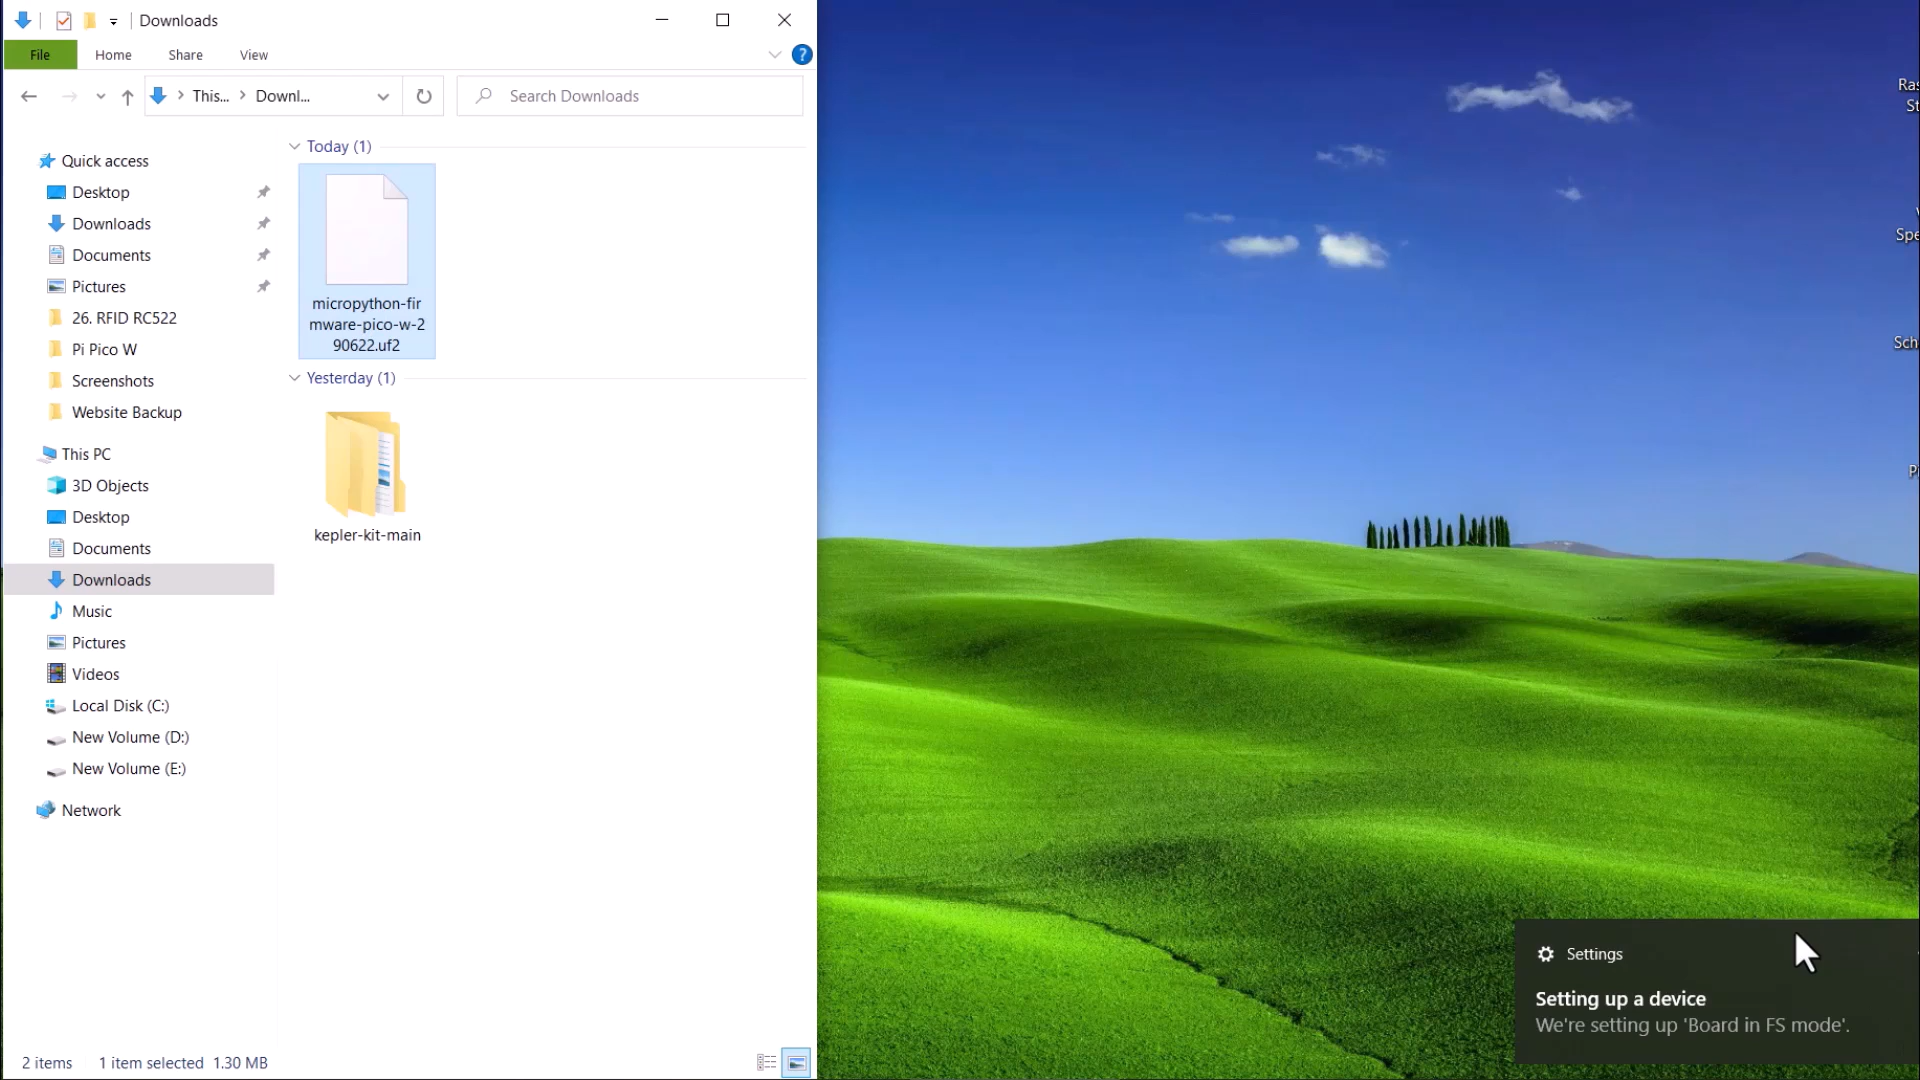 Downloads
File
Home
Share
View
?
This...
Downl...
Search Downloads
Quick access
Desktop
Downloads
Documents
Pictures
26. RFID RC522
Pi Pico W
Screenshots
Website Backup
This PC
3D Objects
Desktop
Documents
Downloads
Music
Pictures
Videos
Local Disk (C:)
New Volume (D:)
New Volume (E:)
Network
Today (1)
micropython-fir
mware-pico-w-2
90622.uf2
Yesterday (1)
kepler-kit-main
2 items
1 item selected 1.30 MB
Ras
St
Spe
Sch
Settings
Setting up a device
We're setting up 'Board in FS mode'.